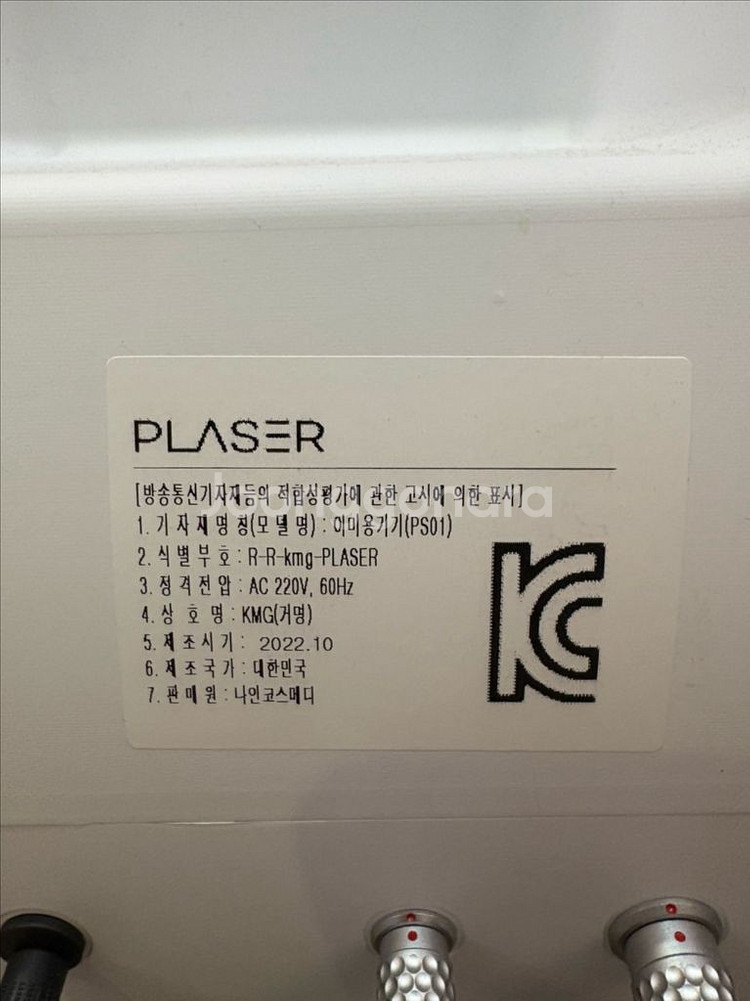 PLASER
[방송통신기자재등의 적합성평가에 관한 고시에 의한 표시]
1. 기 자 재 명 칭(모 델 명) : 이미용기기(PS01)
2. 식 별 부 호 : R-R-kmg-PLASER
3. 정 격 전 압 : AC 220V, 60Hz
4. 상 호 명 : KMG(거명)
5. 제 조 시 기 : 2022.10
6. 제 조 국 가 : 대한민국
7. 판 매 원 : 나인코스메디
KC
Joongonara